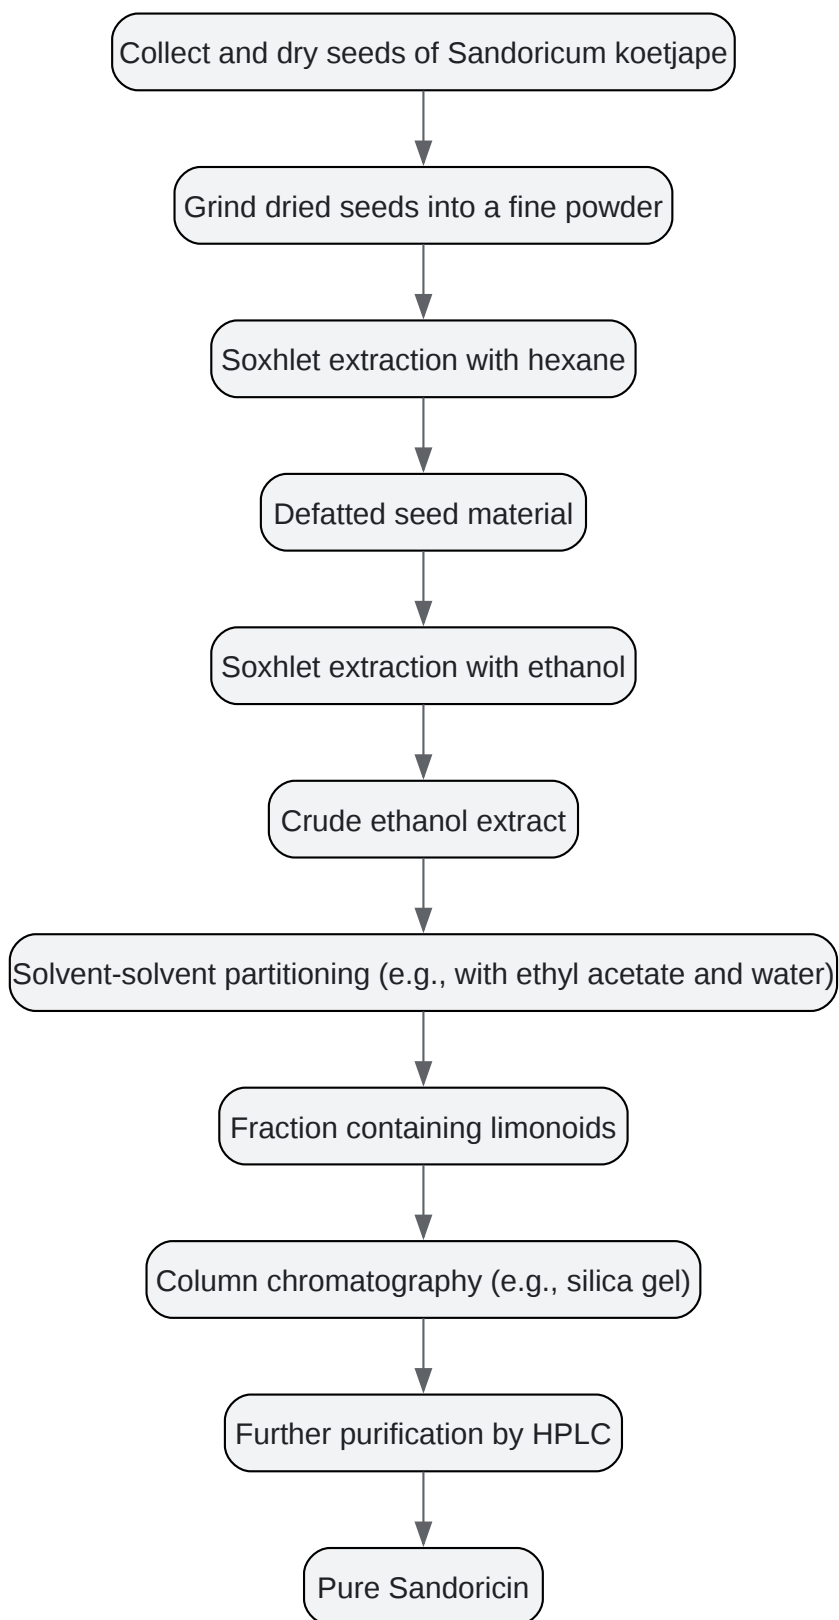 Collect and dry seeds of Sandoricum koetjape
Grind dried seeds into a fine powder
Soxhlet extraction with hexane
Defatted seed material
Soxhlet extraction with ethanol
Crude ethanol extract
Solvent-solvent partitioning (e.g., with ethyl acetate and water)
Fraction containing limonoids
Column chromatography (e.g., silica gel)
Further purification by HPLC
Pure Sandoricin